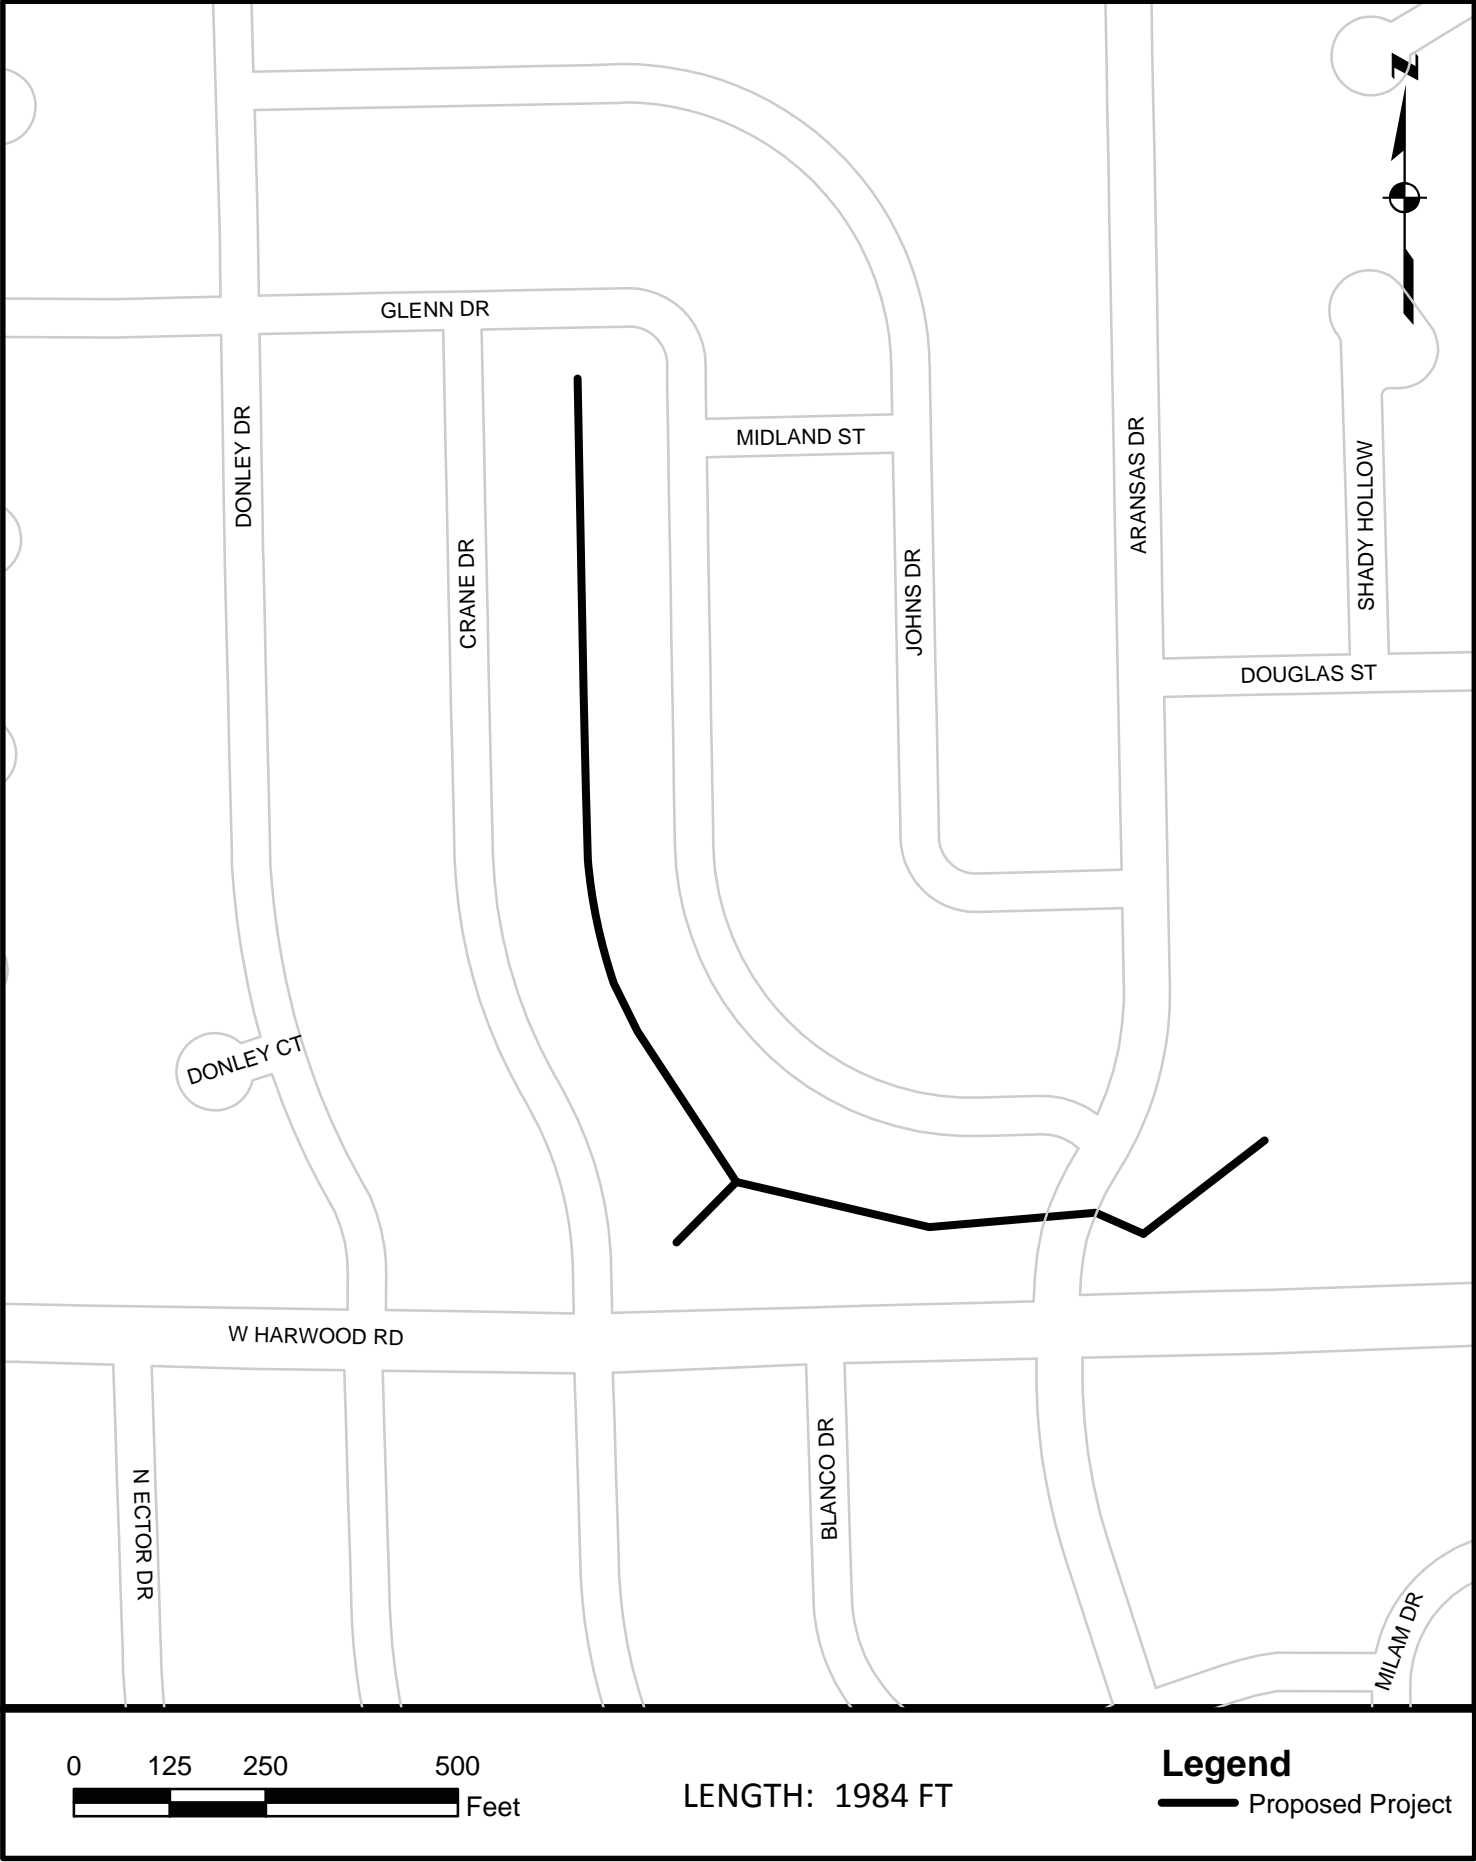 N
GLENN DR
DONLEY DR
MIDLAND ST
ARANSAS DR
SHADY HOLLOW
CRANE DR
JOHNS DR
DOUGLAS ST
DONLEY CT
W HARWOOD RD
BLANCO DR
N ECTOR DR
MILAM DR
0 125 250 500
Feet
LENGTH: 1984 FT
Legend
Proposed Project